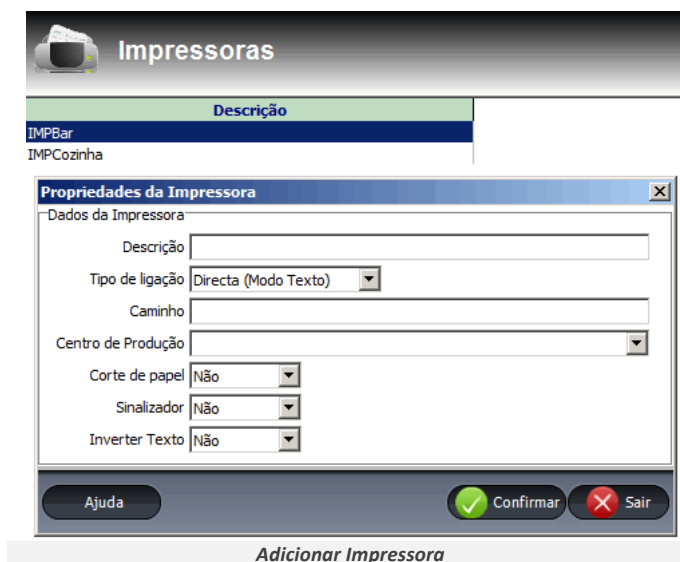 Impressoras
Descrição
IMPBar
IMPCozinha
Propriedades da Impressora
Dados da Impressora
Descrição
Tipo de ligação Directa (Modo Texto)
Caminho
Centro de Produção
Corte de papel Não
Sinalizador Não
Inverter Texto Não
Ajuda Confirmar Sair
Adicionar Impressora